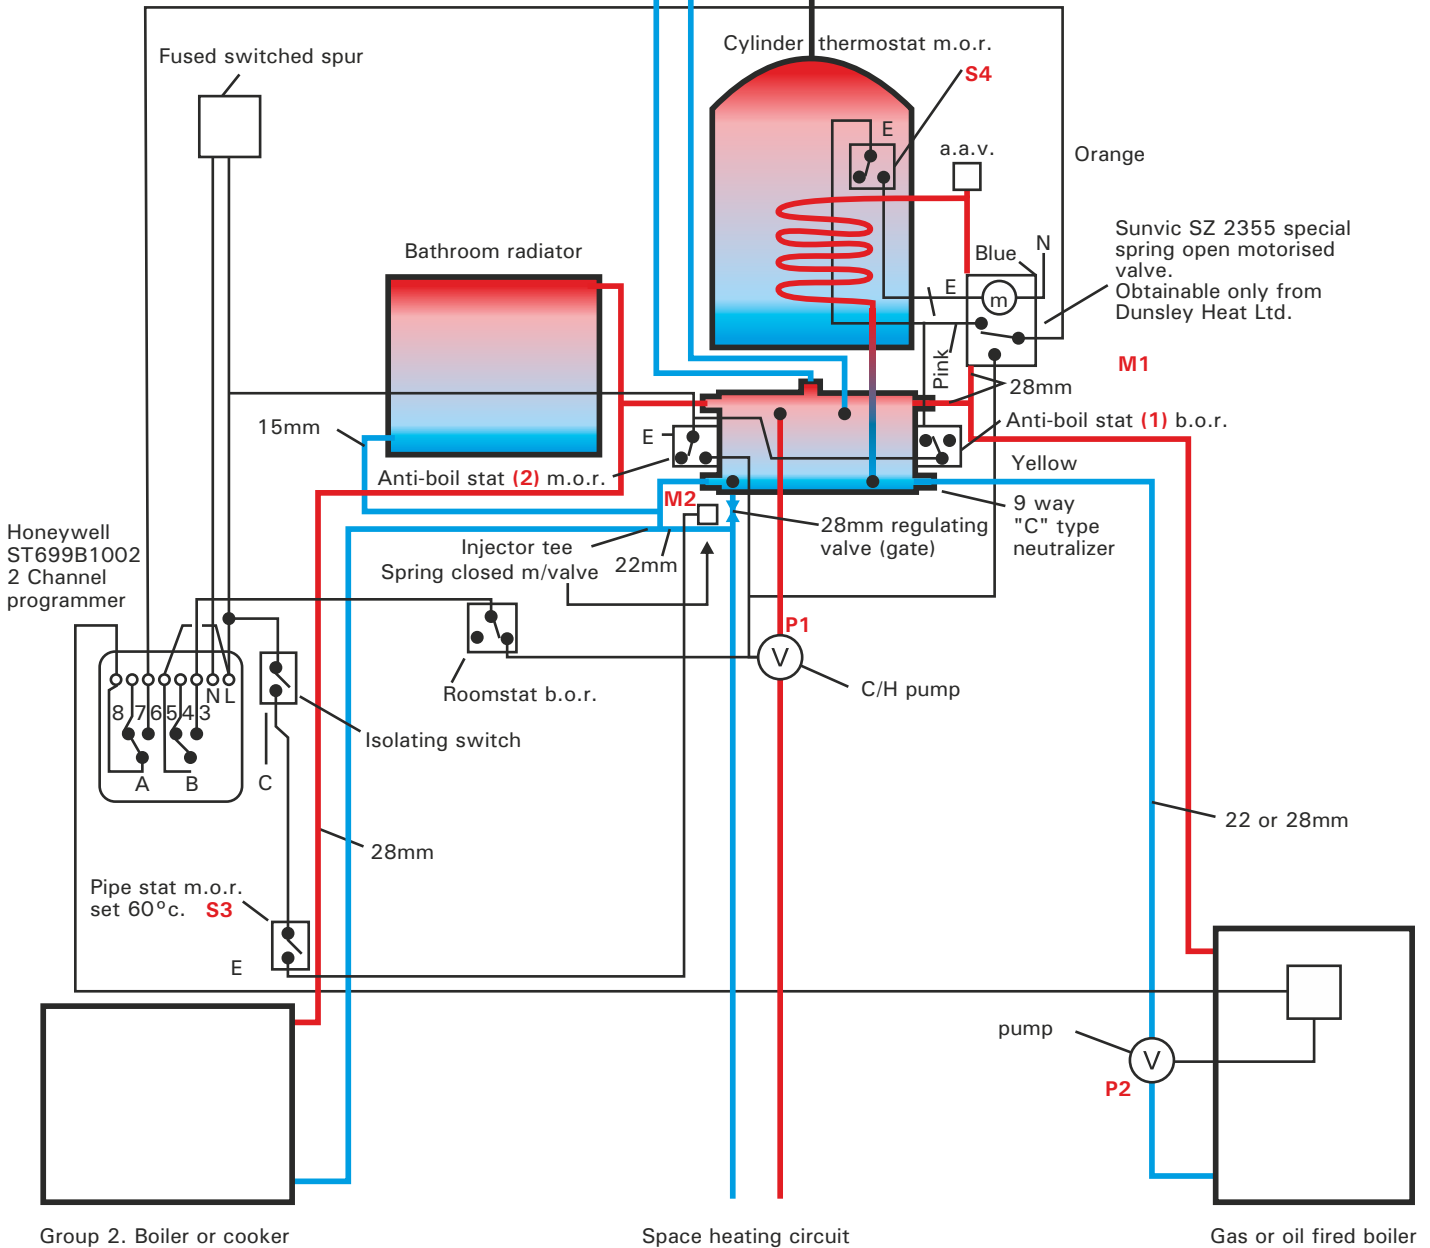 Fused switched spur
Cylinder thermostat m.o.r.
S4
E
a.a.v.
Orange
Sunvic SZ 2355 special
spring open motorised
valve.
Obtainable only from
Dunsley Heat Ltd.
Blue
N
E
m
M1
Pink
28mm
Bathroom radiator
15mm
E
Anti-boil stat (1) b.o.r.
Anti-boil stat (2) m.o.r.
Yellow
M2
9 way
"C" type
neutralizer
28mm regulating
valve (gate)
Injector tee
22mm
Spring closed m/valve
Honeywell
ST699B1002
2 Channel
programmer
P1
V
C/H pump
Roomstat b.o.r.
N L
8 7 6 5 4 3
A B
C
Isolating switch
28mm
22 or 28mm
Pipe stat m.o.r.
set 60°c. S3
E
pump
V
P2
Group 2. Boiler or cooker
Space heating circuit
Gas or oil fired boiler